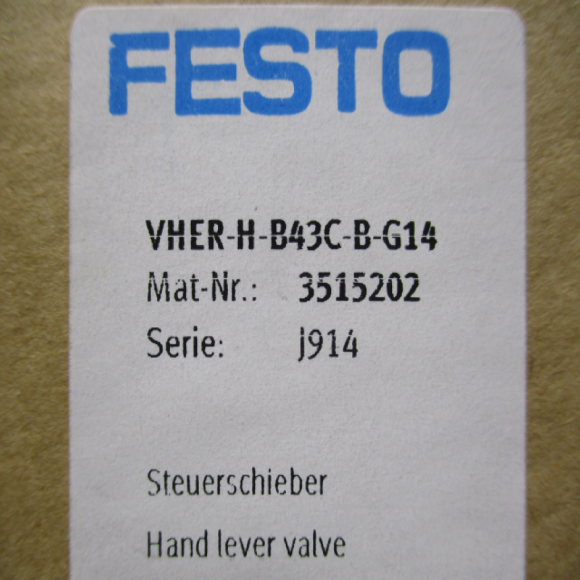 FESTO
VHER-H-B43C-B-G14
Mat-Nr.: 3515202
Serie: J914
Steuerschieber
Hand lever valve